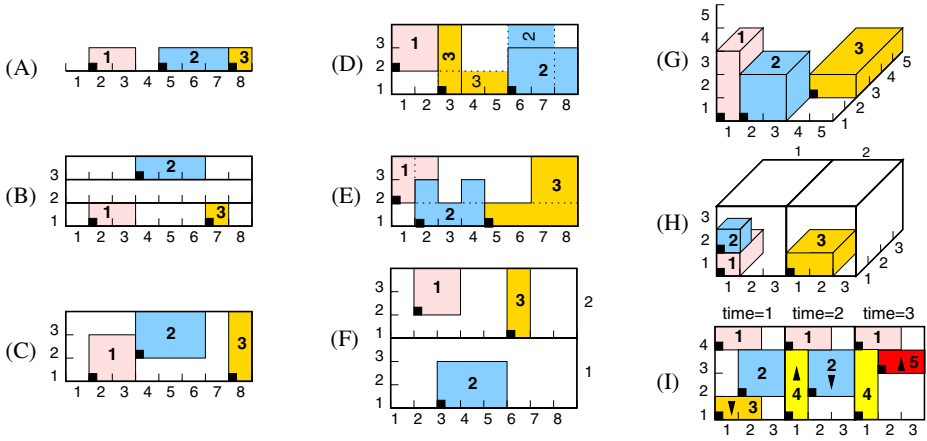 (A)
1 2 3
1 2 3 4 5 6 7 8
(B)
3 2
2
1 1 3
1 2 3 4 5 6 7 8
(C)
3 2
2 1 3
1
1 2 3 4 5 6 7 8
(D)
3 1 3 2
2 3 2
1
1 2 3 4 5 6 7 8
(E)
3 1 3
2
1 2
1 2 3 4 5 6 7 8
(F)
3 1 3 2
2
1
3 2 1
2
1
1 2 3 4 5 6 7 8
(G)
5
4 1
3 2 3
2
1
1 2 3 4 5
1 2 3 4 5
(H)
1 2
3
2 2 3
1 1
1 2 3 1 2 3
1 2 3
(I)
time=1 time=2 time=3
4 1 1 1
3 2 2 5
2 3 4 4
1
1 2 3 1 2 3 1 2 3